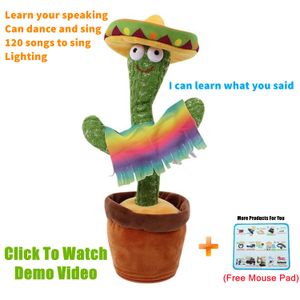 Learn your speaking
Can dance and sing
120 songs to sing
Lighting
I can learn what you said
More Products For You
Click To Watch
Demo Video
+
(Free Mouse Pad)